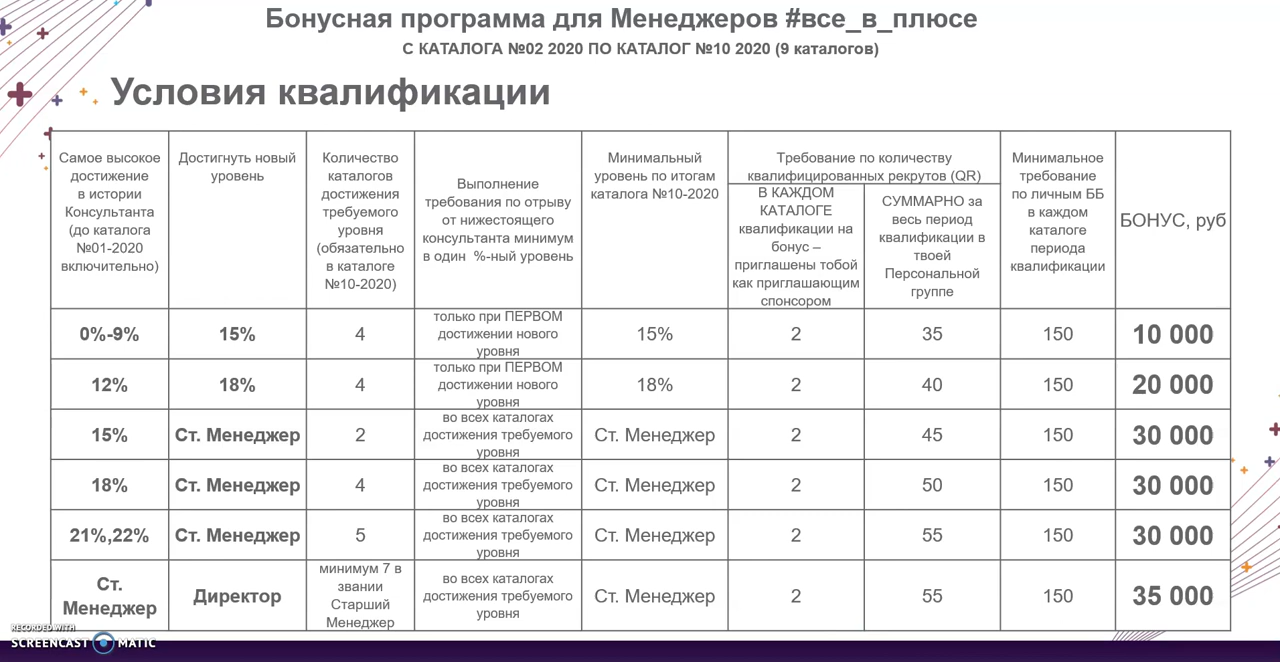 Бонусная программа для Менеджеров #все_в_плюсе
С КАТАЛОГА №02 2020 ПО КАТАЛОГ №10 2020 (9 каталогов)
Условия квалификации
Самое высокое
достижение
в истории
Консультанта
(до каталога
№01-2020
включительно)
Достигнуть новый
уровень
Количество
каталогов
достижения
требуемого
уровня
(обязательно
в каталоге
№10-2020)
Выполнение
требования по отрыву
от нижестоящего
консультанта минимум
в один %-ный уровень
Минимальный
уровень по итогам
каталога №10-2020
Требование по количеству
квалифицированных рекрутов (QR)
В КАЖДОМ
КАТАЛОГЕ
квалификации на
бонус –
приглашены тобой
как приглашающим
спонсором
СУММАРНО за
весь период
квалификации в
твоей
Персональной
группе
Минимальное
требование
по личным ББ
в каждом
каталоге
периода
квалификации
БОНУС, руб
0%-9%
15%
4
только при ПЕРВОМ
достижении нового
уровня
15%
2
35
150
10 000
12%
18%
4
только при ПЕРВОМ
достижении нового
уровня
18%
2
40
150
20 000
15%
Ст. Менеджер
2
во всех каталогах
достижения требуемого
уровня
Ст. Менеджер
2
45
150
30 000
18%
Ст. Менеджер
4
во всех каталогах
достижения требуемого
уровня
Ст. Менеджер
2
50
150
30 000
21%,22%
Ст. Менеджер
5
во всех каталогах
достижения требуемого
уровня
Ст. Менеджер
2
55
150
30 000
Ст.
Менеджер
Директор
минимум 7 в
звании
Старший
Менеджер
во всех каталогах
достижения требуемого
уровня
Ст. Менеджер
2
55
150
35 000
RECORDED WITH
SCREENCAST MATIC